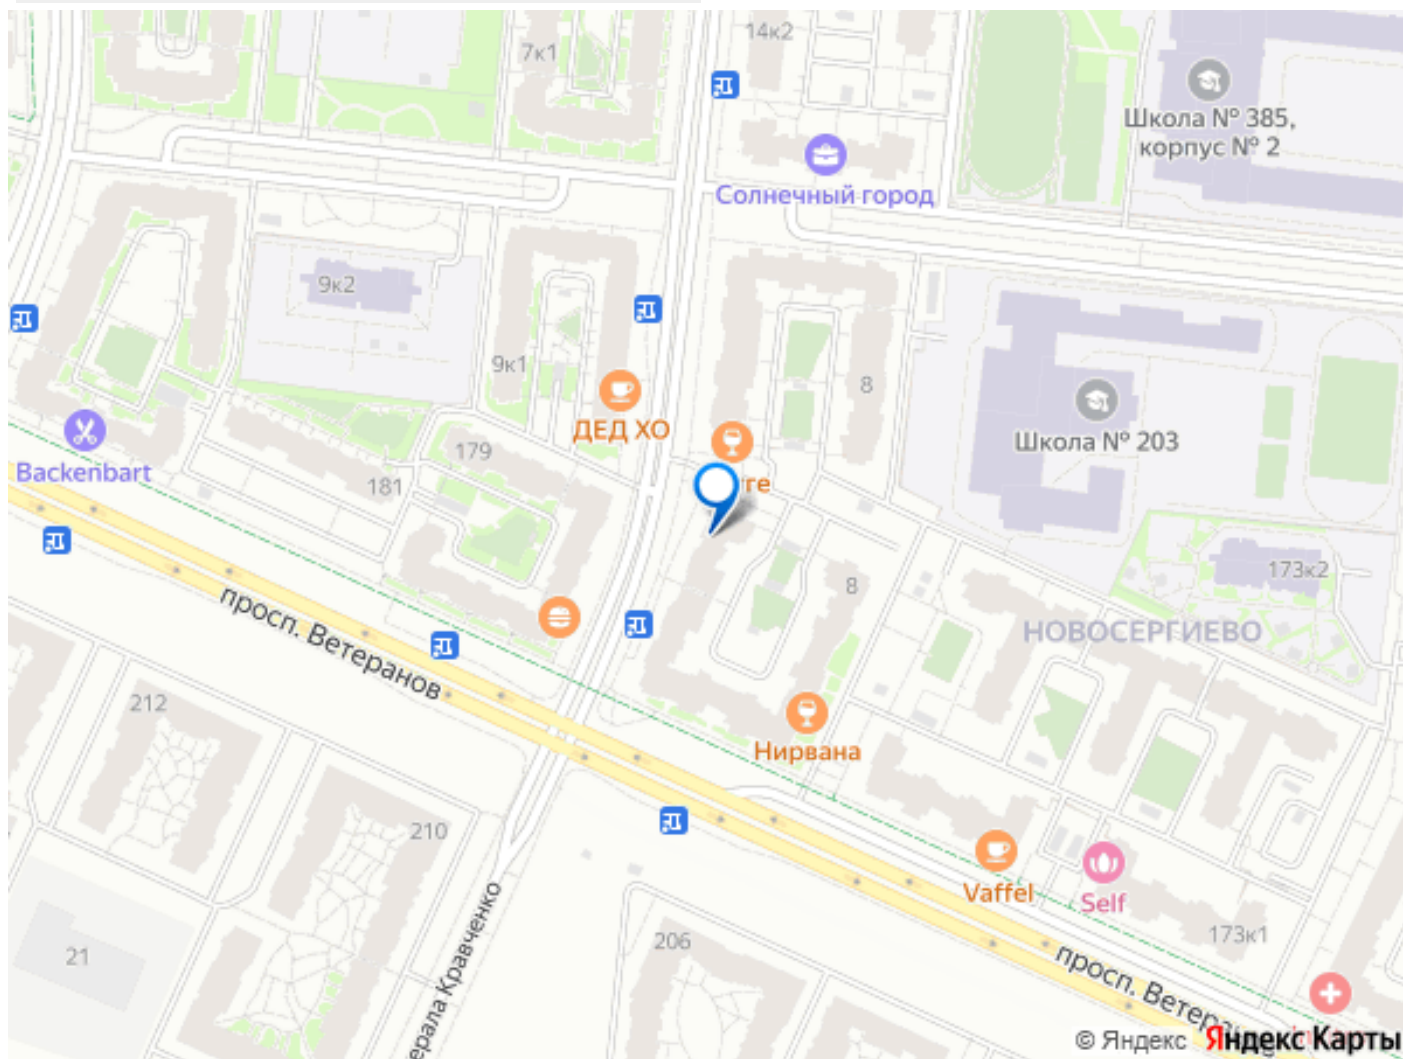 14к2
7к1
Школа № 385,
корпус № 2
Солнечный город
9к2
9к1
8
ДЕД ХО
Школа № 203
Backenbart
179
181
8
173к2
НОВОСЕРГИЕВО
просп. Ветеранов
212
Нирвана
210
Vaffel
Self
206
173к1
21
ерала Кравченко
просп. Ветеран
© Яндекс
Яндекс Карты